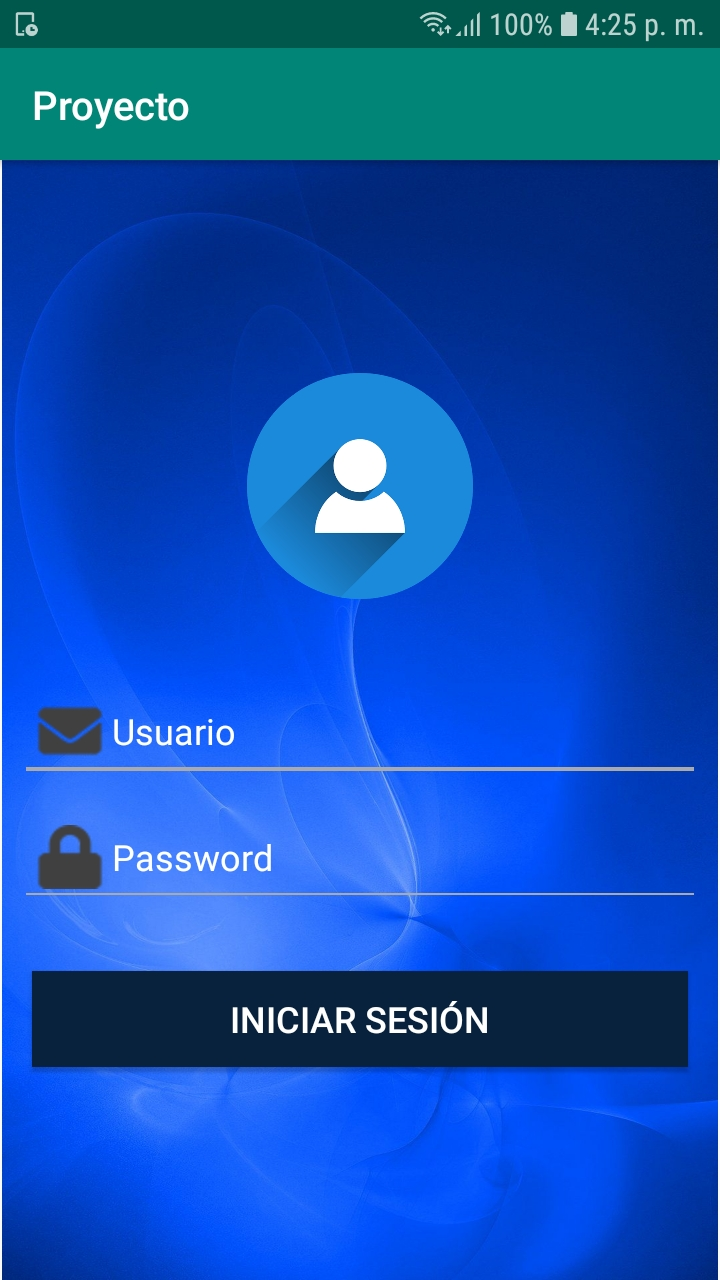 100% 4:25 p. m.
Proyecto
Usuario
Password
INICIAR SESIÓN